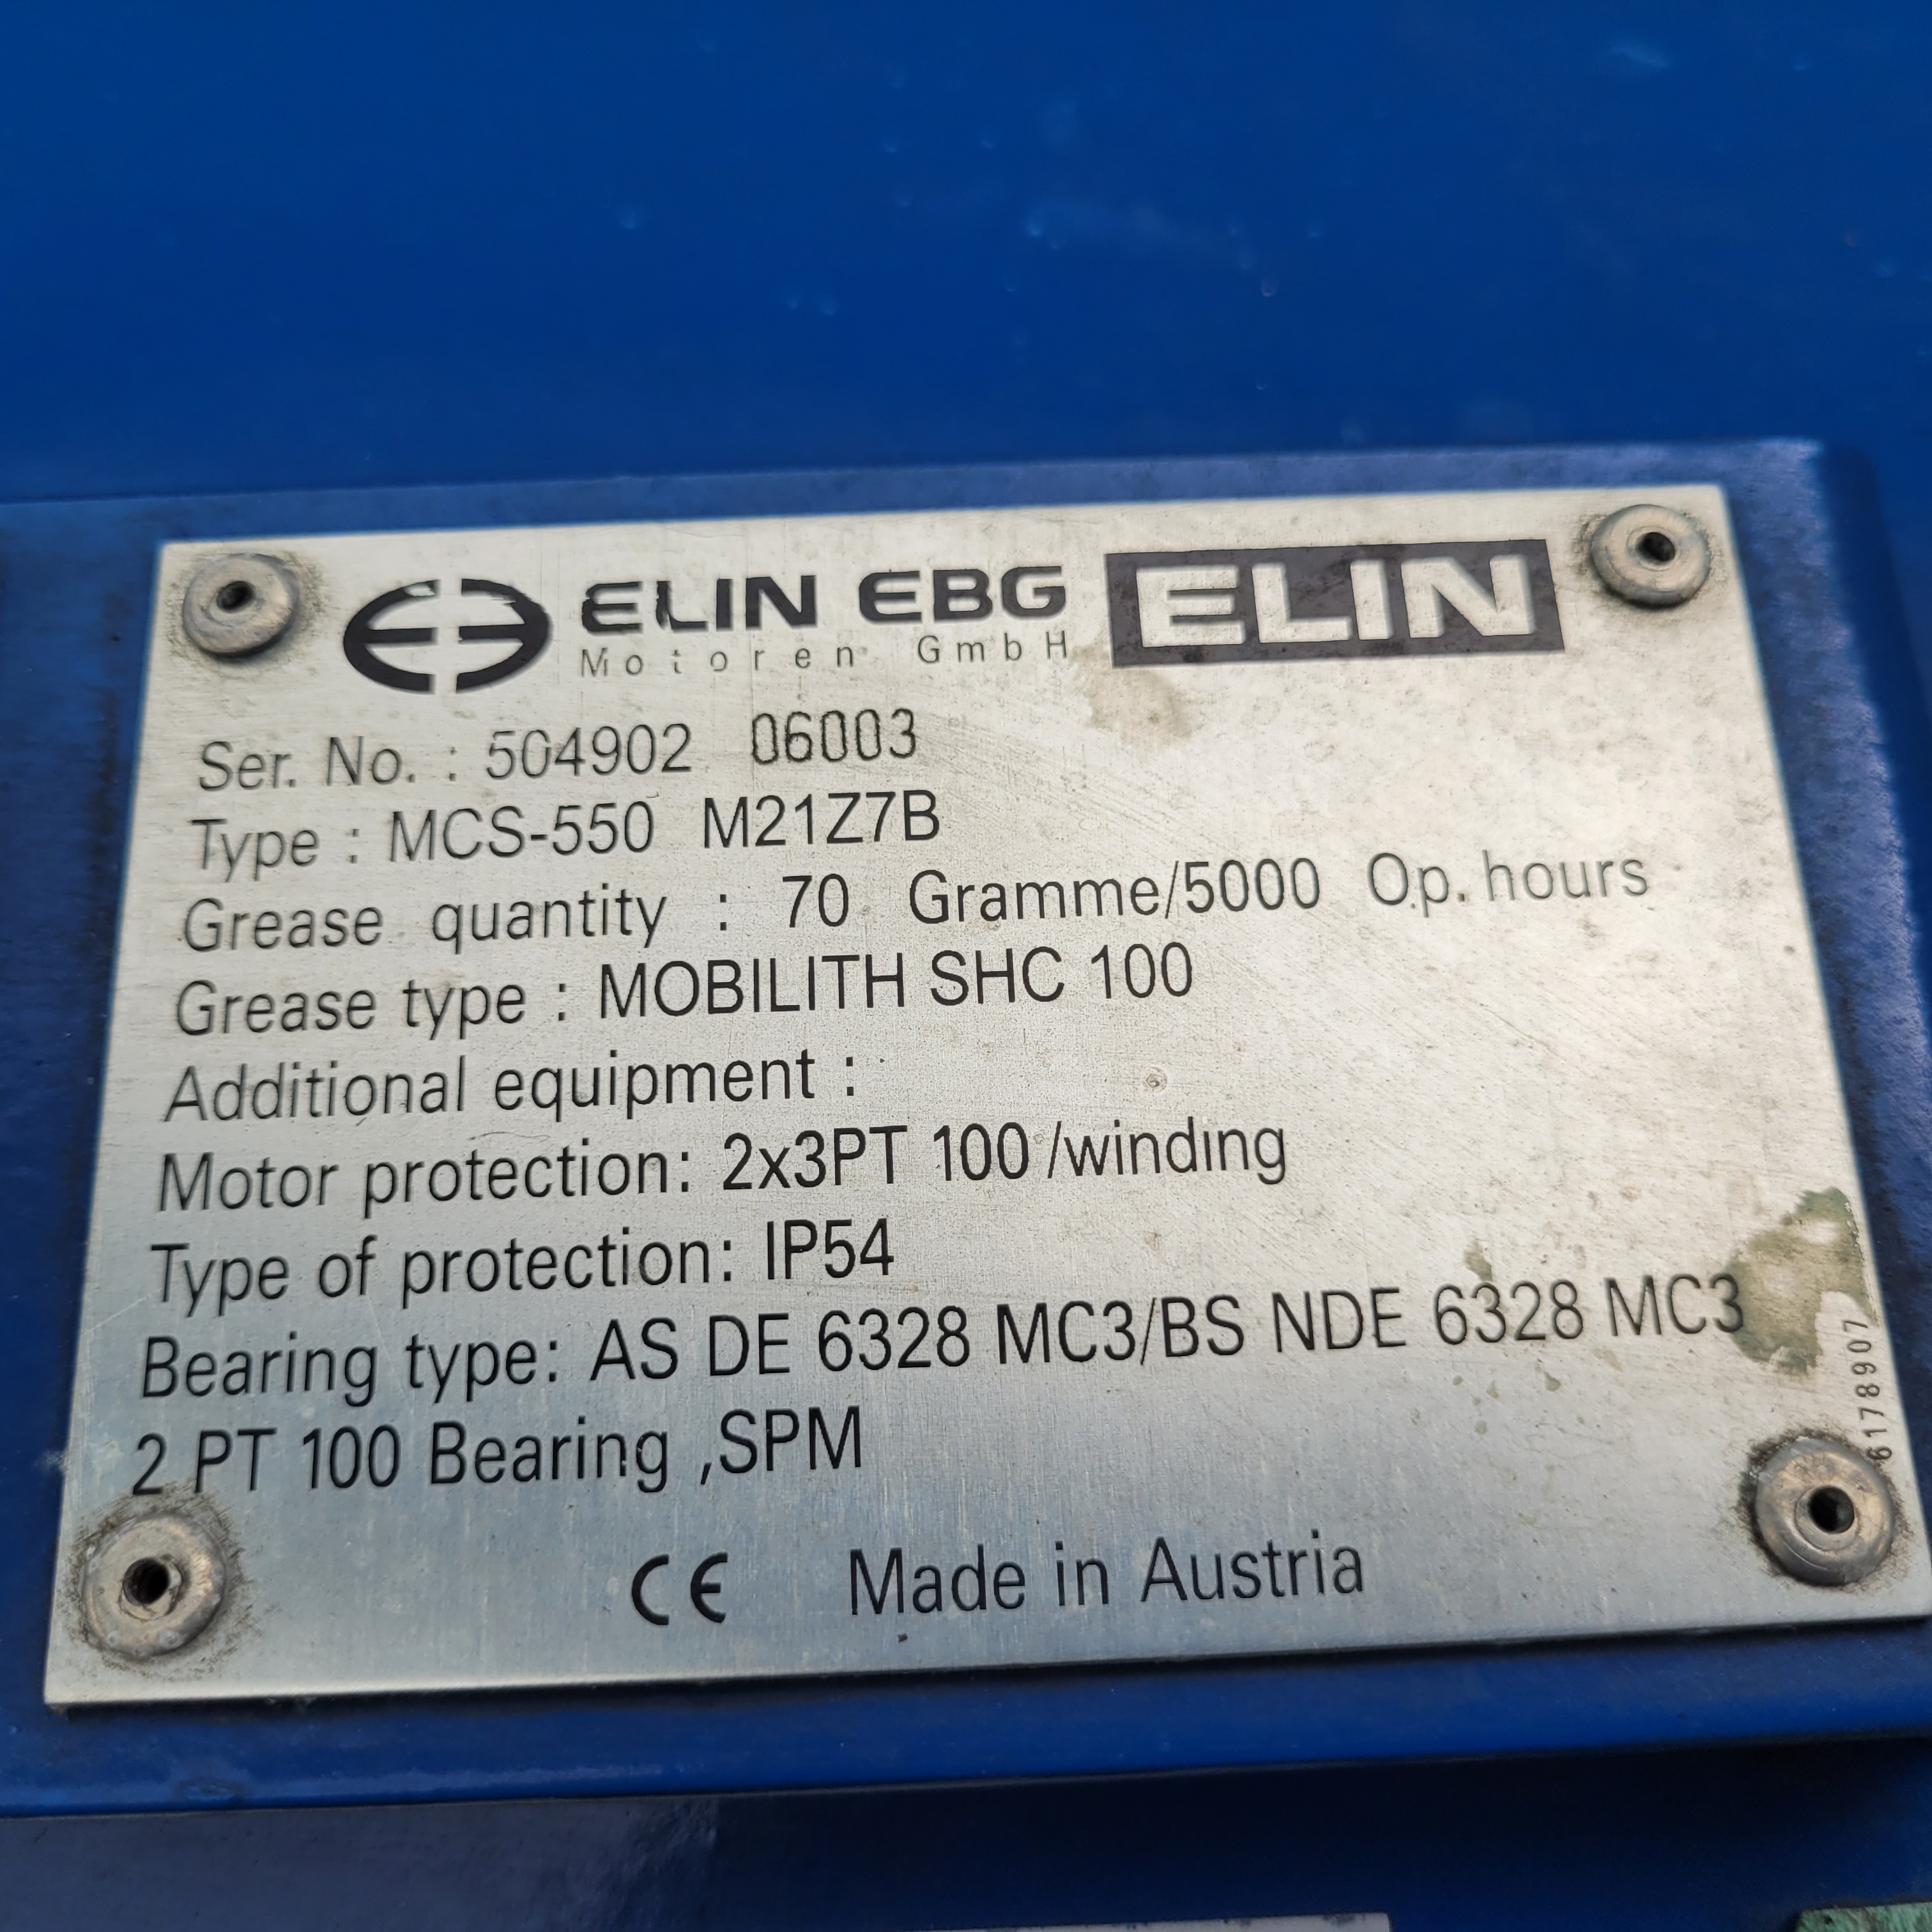 ELIN EBG ELIN
Motoren GmbH
Ser. No. : 504902 06003
Type : MCS-550 M21Z7B
Grease quantity : 70 Gramme/5000 Op. hours
Grease type : MOBILITH SHC 100
Additional equipment :
Motor protection: 2x3PT 100 /winding
Type of protection: IP54
Bearing type: AS DE 6328 MC3/BS NDE 6328 MC3
2 PT 100 Bearing ,SPM
CE Made in Austria
6178907